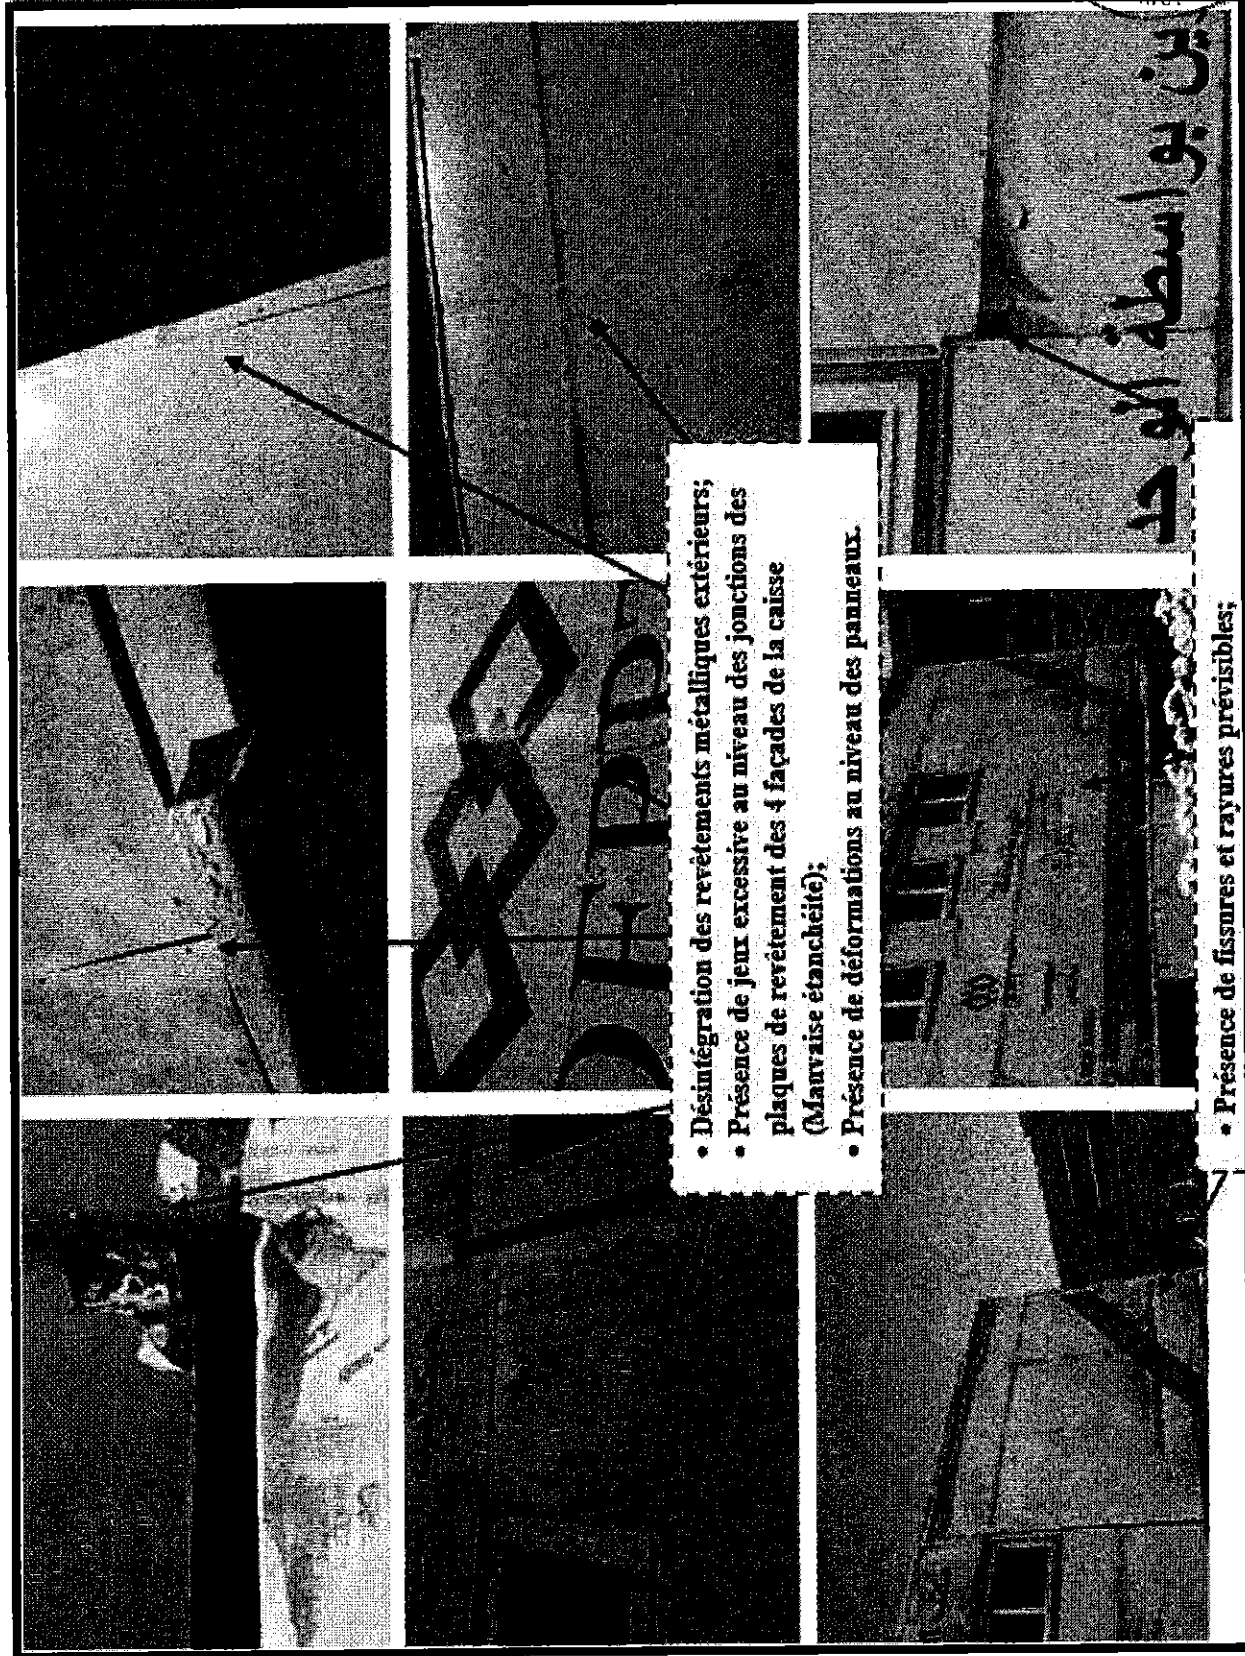 • Désintégration des revêtements métalliques extérieurs;
• Présence de jeux excessive au niveau des jonctions des
plaques de revêtement des 4 façades de la caisse
(Mauvaise étanchéité);
• Présence de déformations au niveau des panneaux.
• Présence de fissures et rayures prévisibles;
بواسطة الوحد